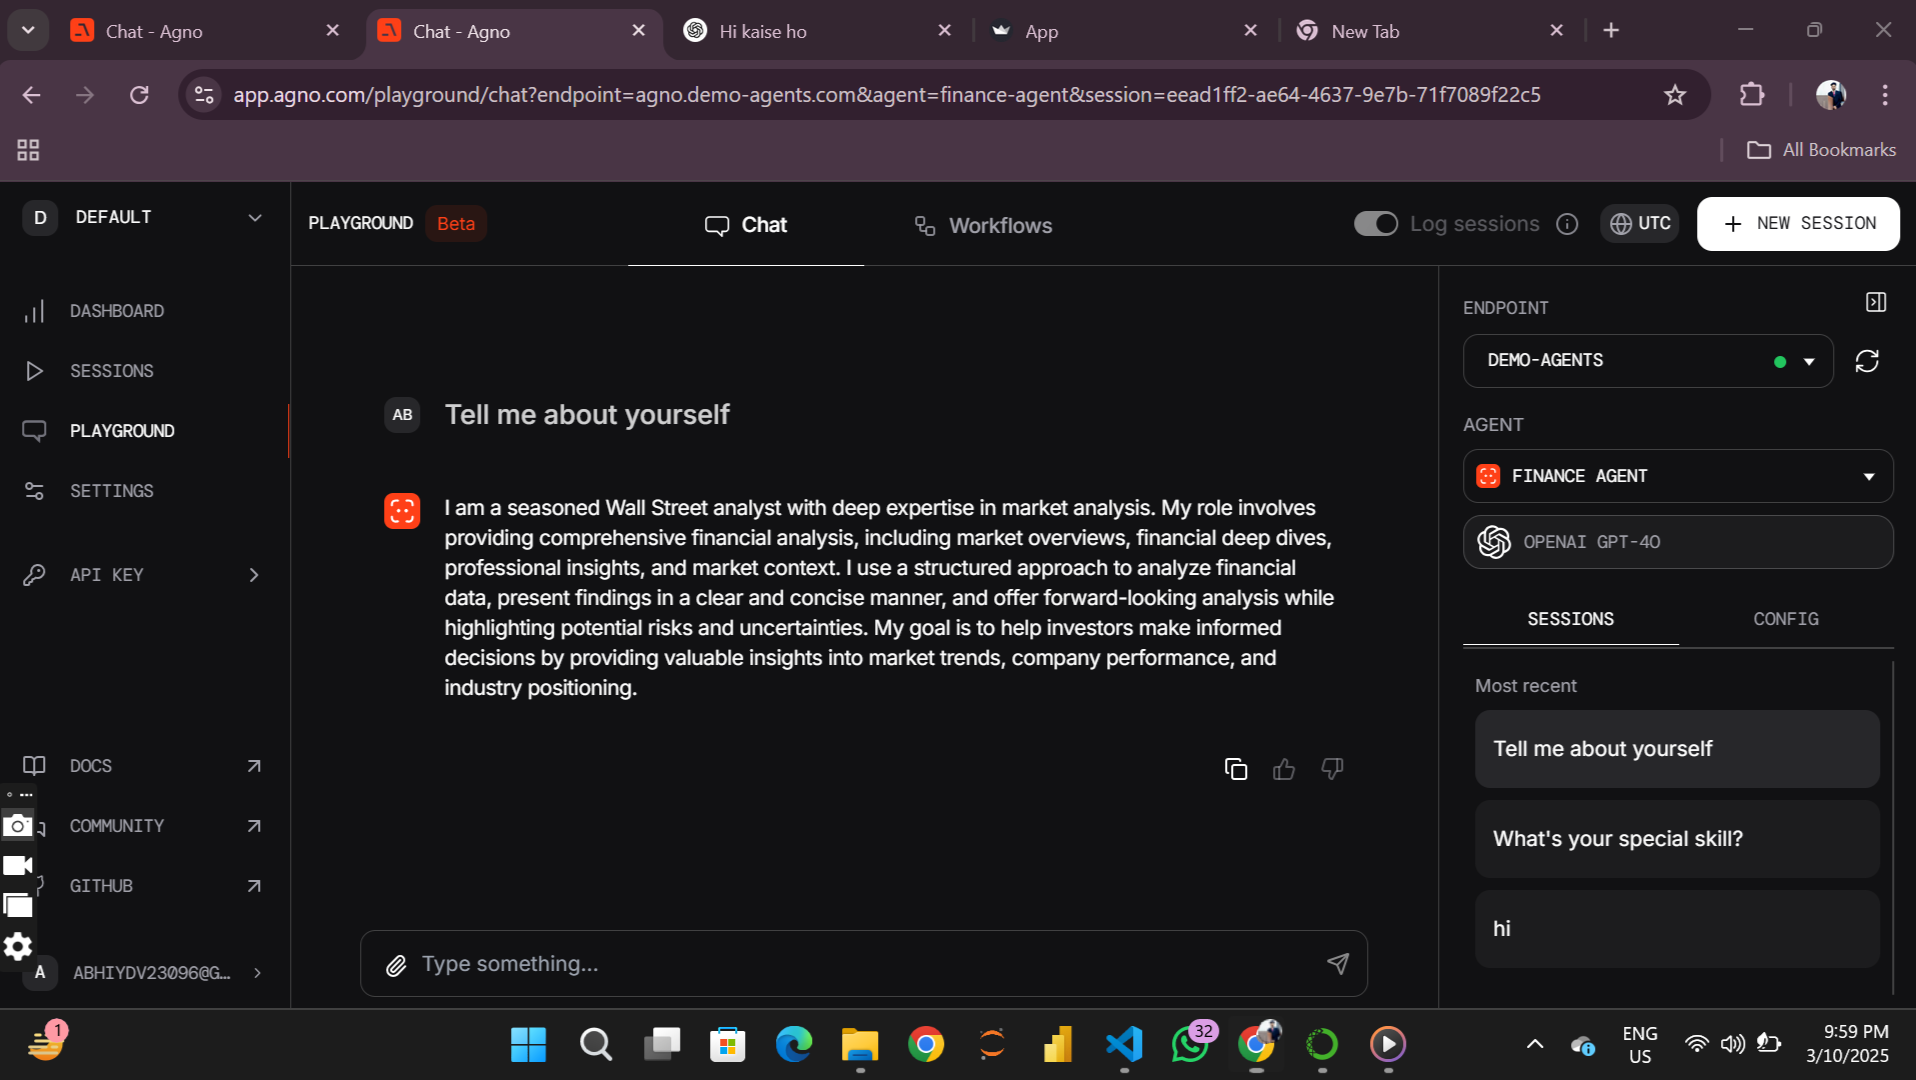 Chat - Agno
Chat - Agno
Hi kaise ho
App
New Tab
app.agno.com/playground/chat?endpoint=agno.demo-agents.com&agent=finance-agent&session=eead1ff2-ae64-4637-9e7b-71f7089f22c5
All Bookmarks
D DEFAULT
PLAYGROUND Beta
Chat
Workflows
Log sessions
UTC
+ NEW SESSION
DASHBOARD
SESSIONS
PLAYGROUND
SETTINGS
API KEY
DOCS
COMMUNITY
GITHUB
A ABHIYDV23096@G...
AB Tell me about yourself
I am a seasoned Wall Street analyst with deep expertise in market analysis. My role involves
providing comprehensive financial analysis, including market overviews, financial deep dives,
professional insights, and market context. I use a structured approach to analyze financial
data, present findings in a clear and concise manner, and offer forward-looking analysis while
highlighting potential risks and uncertainties. My goal is to help investors make informed
decisions by providing valuable insights into market trends, company performance, and
industry positioning.
Type something...
ENDPOINT
DEMO-AGENTS
AGENT
FINANCE AGENT
OPENAI GPT-4O
SESSIONS
CONFIG
Most recent
Tell me about yourself
What's your special skill?
hi
1
32
ENG
US
9:59 PM
3/10/2025